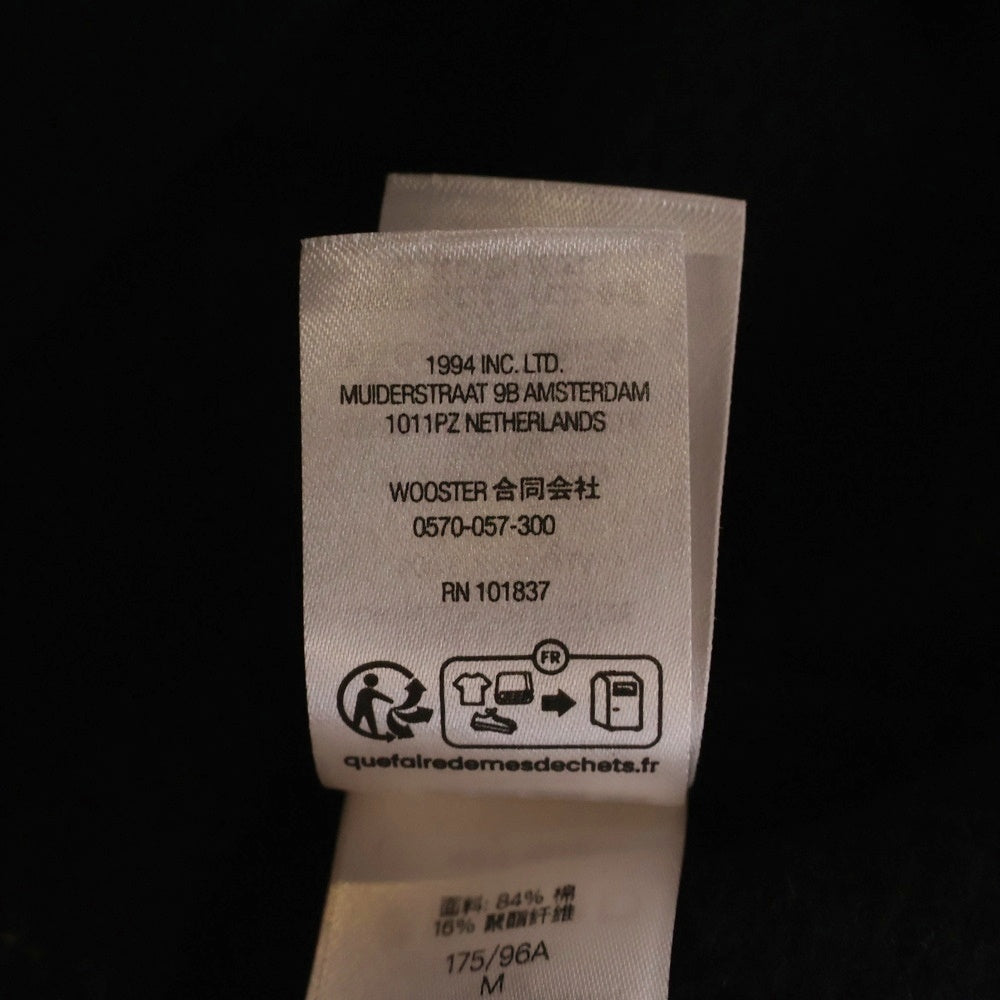 1994 INC. LTD.
MUIDERSTRAAT 9B AMSTERDAM
1011PZ NETHERLANDS
WOOSTER 合同会社
0570-057-300
RN 101837
FR
quefairedemesdechets.fr
面料: 84% 棉
16% 聚酯纤维
175/96A
M